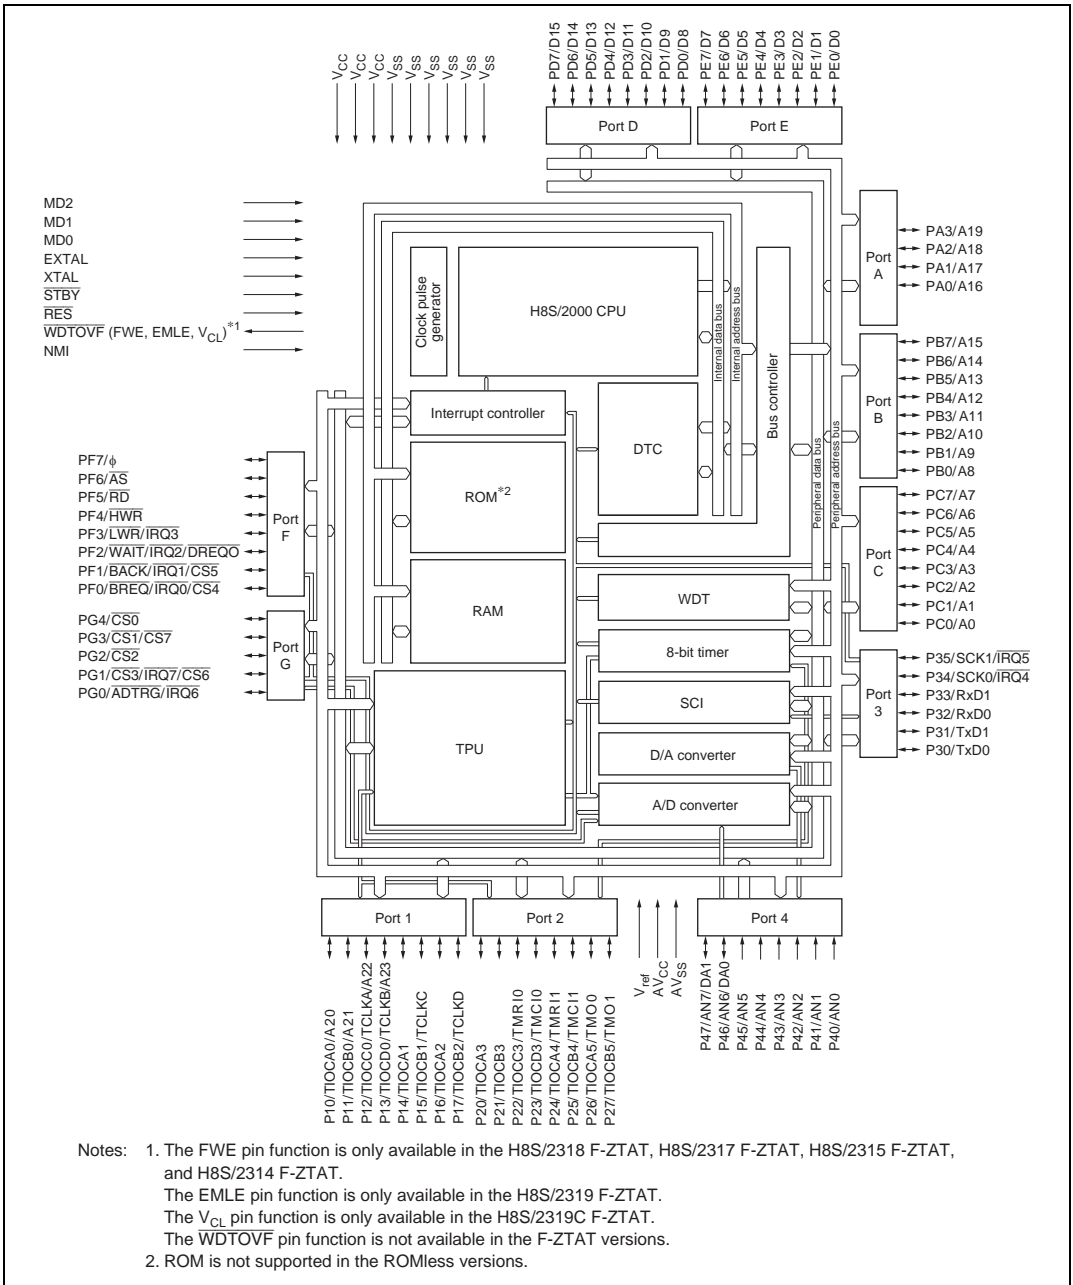 VCC
VCC
VCC
VSS
VSS
VSS
VSS
VSS
VSS
PD7/D15
PD6/D14
PD5/D13
PD4/D12
PD3/D11
PD2/D10
PD1/D9
PD0/D8
PE7/D7
PE6/D6
PE5/D5
PE4/D4
PE3/D3
PE2/D2
PE1/D1
PE0/D0
Port D
Port E
MD2
MD1
MD0
EXTAL
XTAL
STBY
RES
WDTOVF (FWE, EMLE, VCL)*1
NMI
Clock pulse
generator
H8S/2000 CPU
Internal data bus
Internal address bus
Bus controller
Peripheral data bus
Peripheral address bus
Port
A
PA3/A19
PA2/A18
PA1/A17
PA0/A16
Port
B
PB7/A15
PB6/A14
PB5/A13
PB4/A12
PB3/A11
PB2/A10
PB1/A9
PB0/A8
Interrupt controller
DTC
ROM*2
RAM
TPU
WDT
8-bit timer
SCI
D/A converter
A/D converter
PF7/ϕ
PF6/AS
PF5/RD
PF4/HWR
PF3/LWR/IRQ3
PF2/WAIT/IRQ2/DREQO
PF1/BACK/IRQ1/CS5
PF0/BREQ/IRQ0/CS4
Port
F
PG4/CS0
PG3/CS1/CS7
PG2/CS2
PG1/CS3/IRQ7/CS6
PG0/ADTRG/IRQ6
Port
G
Port
C
PC7/A7
PC6/A6
PC5/A5
PC4/A4
PC3/A3
PC2/A2
PC1/A1
PC0/A0
Port
3
P35/SCK1/IRQ5
P34/SCK0/IRQ4
P33/RxD1
P32/RxD0
P31/TxD1
P30/TxD0
Port 1
Port 2
Port 4
P10/TIOCA0/A20
P11/TIOCB0/A21
P12/TIOCC0/TCLKA/A22
P13/TIOCD0/TCLKB/A23
P14/TIOCA1
P15/TIOCB1/TCLKC
P16/TIOCA2
P17/TIOCB2/TCLKD
P20/TIOCA3
P21/TIOCB3
P22/TIOCC3/TMRI0
P23/TIOCD3/TMCI0
P24/TIOCA4/TMRI1
P25/TIOCB4/TMCI1
P26/TIOCA5/TMO0
P27/TIOCB5/TMO1
Vref
AVCC
AVSS
P47/AN7/DA1
P46/AN6/DA0
P45/AN5
P44/AN4
P43/AN3
P42/AN2
P41/AN1
P40/AN0
Notes: 1. The FWE pin function is only available in the H8S/2318 F-ZTAT, H8S/2317 F-ZTAT, H8S/2315 F-ZTAT,
and H8S/2314 F-ZTAT.
The EMLE pin function is only available in the H8S/2319 F-ZTAT.
The VCL pin function is only available in the H8S/2319C F-ZTAT.
The WDTOVF pin function is not available in the F-ZTAT versions.
2. ROM is not supported in the ROMless versions.